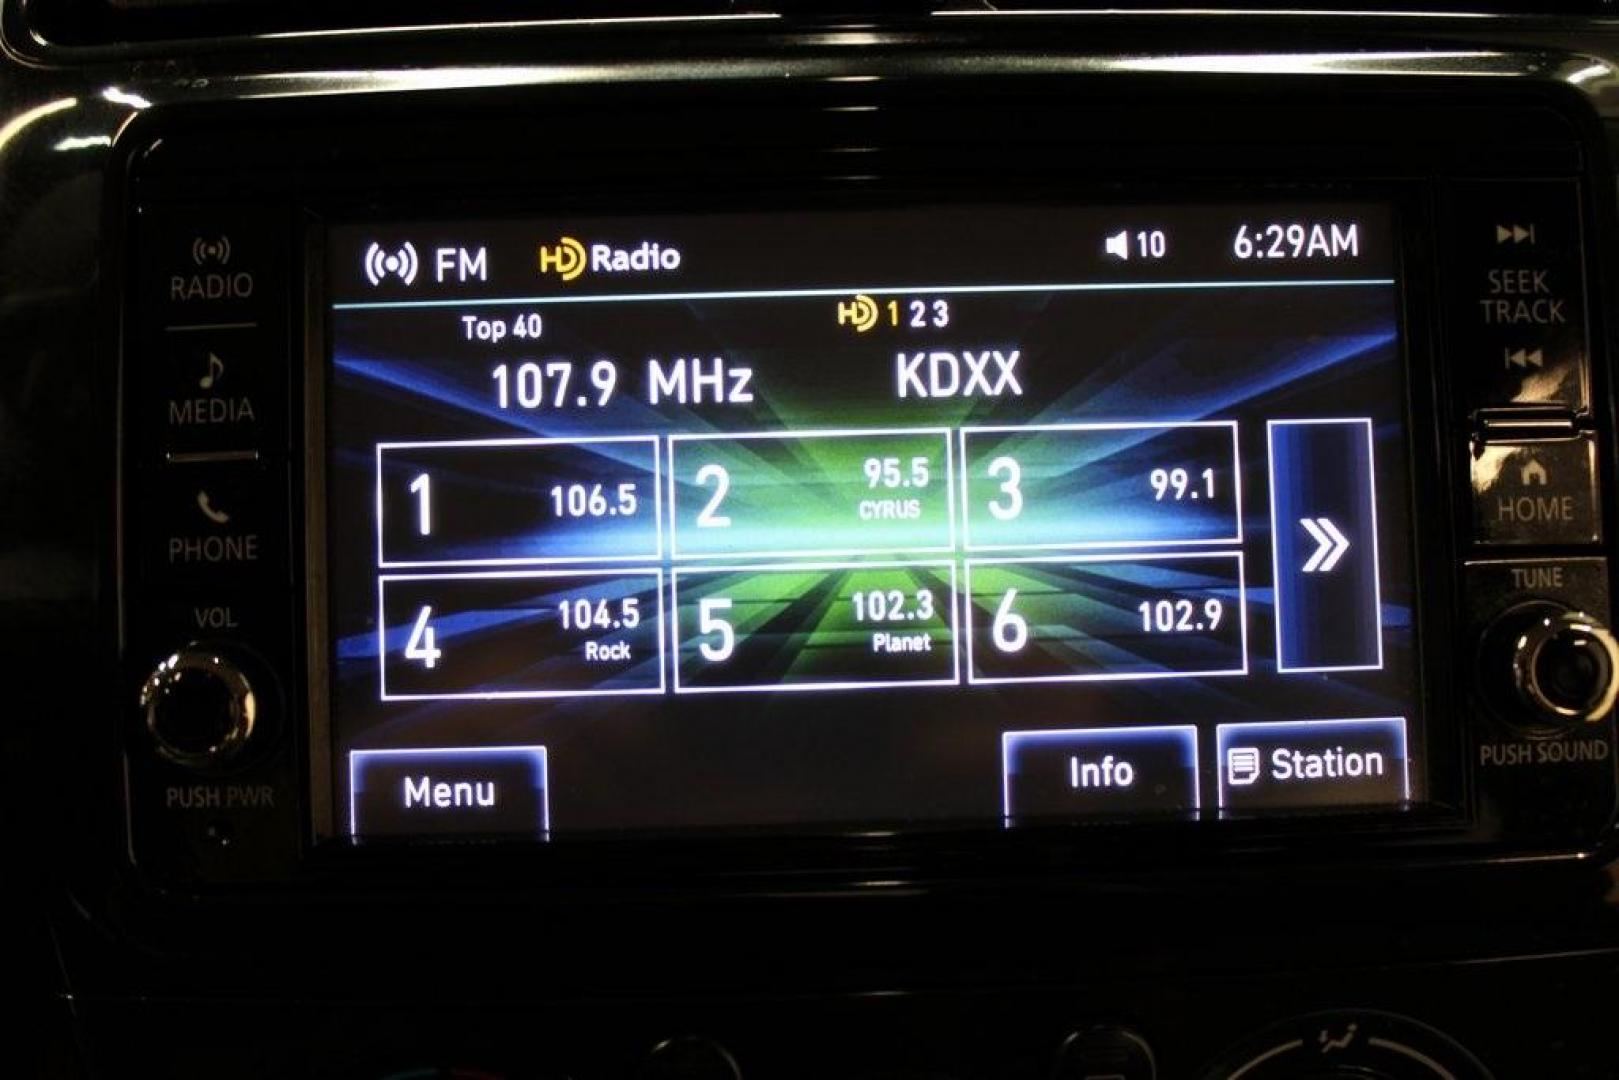 RADIO
MEDIA
PHONE
VOL
PUSH PWR
FM HD Radio 10 6:29AM
Top 40 HD 1 2 3
107.9 MHz KDXX
1 106.5
2 95.5
CYRUS
3 99.1
4 104.5
Rock
5 102.3
Planet
6 102.9
Menu Info Station
SEEK
TRACK
HOME
TUNE
PUSH SOUND